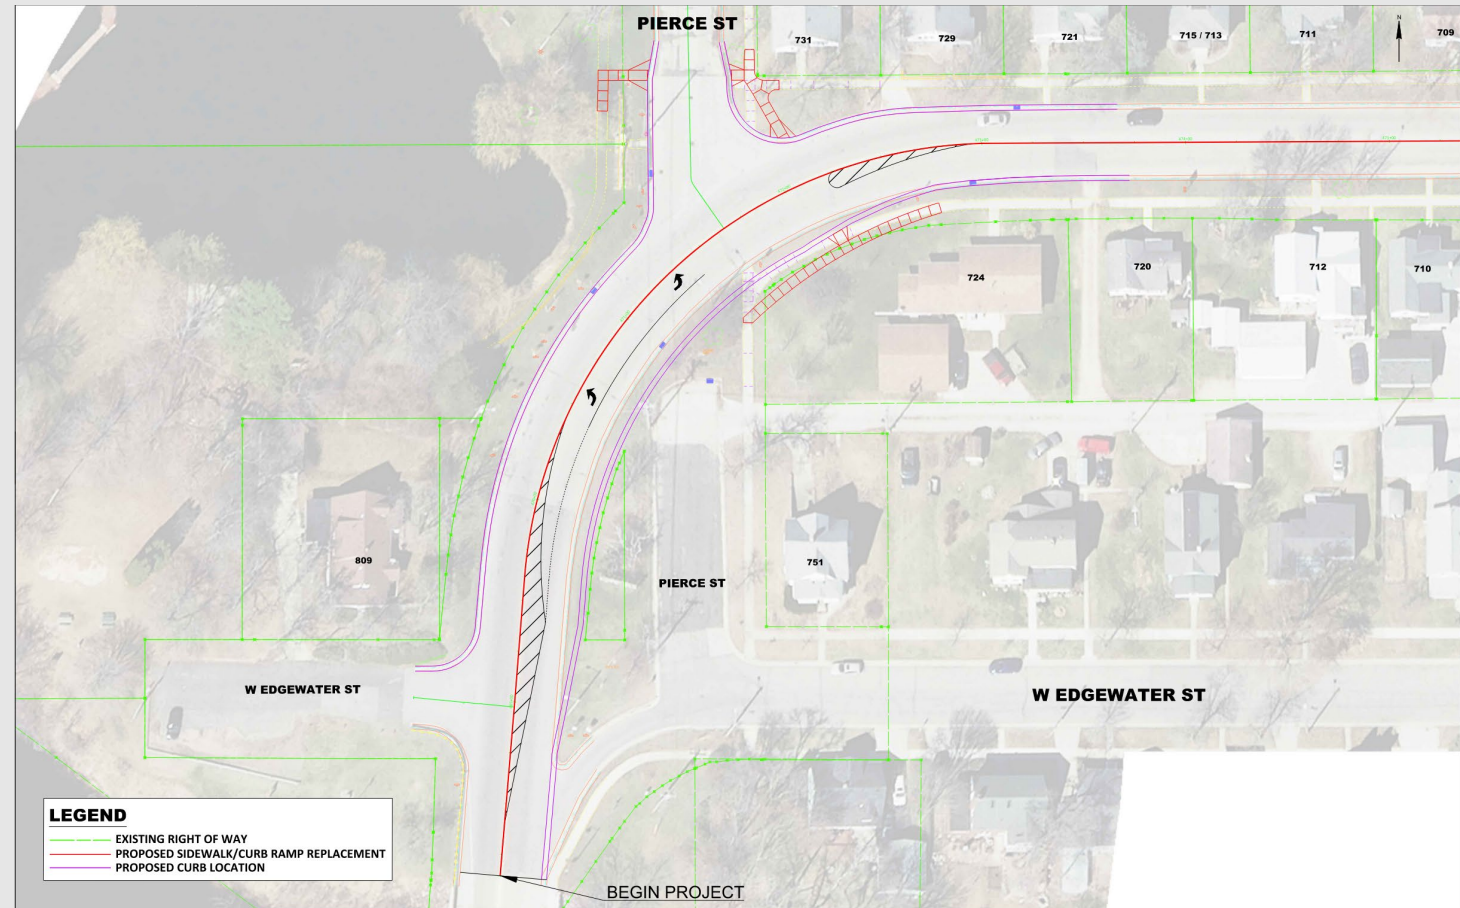 PIERCE ST
731
729
721
715 / 713
711
709
N
724
720
712
710
809
751
PIERCE ST
W EDGEWATER ST
W EDGEWATER ST
LEGEND
EXISTING RIGHT OF WAY
PROPOSED SIDEWALK/CURB RAMP REPLACEMENT
PROPOSED CURB LOCATION
BEGIN PROJECT